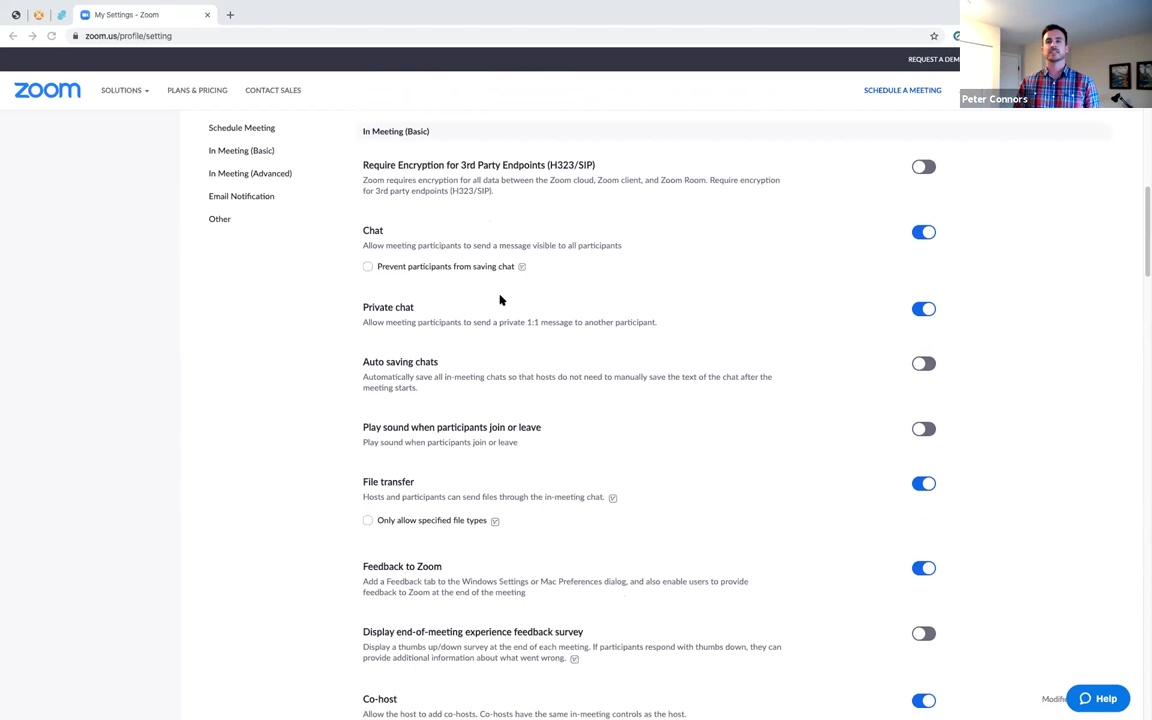 My Settings - Zoom
zoom.us/profile/setting
REQUEST A DEM
zoom
SOLUTIONS
PLANS & PRICING
CONTACT SALES
SCHEDULE A MEETING
Peter Connors
Schedule Meeting
In Meeting (Basic)
In Meeting (Advanced)
Email Notification
Other
In Meeting (Basic)
Require Encryption for 3rd Party Endpoints (H323/SIP)
Zoom requires encryption for all data between the Zoom cloud, Zoom client, and Zoom Room. Require encryption
for 3rd party endpoints (H323/SIP).
Chat
Allow meeting participants to send a message visible to all participants
Prevent participants from saving chat
Private chat
Allow meeting participants to send a private 1:1 message to another participant.
Auto saving chats
Automatically save all in-meeting chats so that hosts do not need to manually save the text of the chat after the
meeting starts.
Play sound when participants join or leave
Play sound when participants join or leave
File transfer
Hosts and participants can send files through the in-meeting chat.
Only allow specified file types
Feedback to Zoom
Add a Feedback tab to the Windows Settings or Mac Preferences dialog, and also enable users to provide
feedback to Zoom at the end of the meeting
Display end-of-meeting experience feedback survey
Display a thumbs up/down survey at the end of each meeting. If participants respond with thumbs down, they can
provide additional information about what went wrong.
Co-host
Allow the host to add co-hosts. Co-hosts have the same in-meeting controls as the host.
Modifi
Help